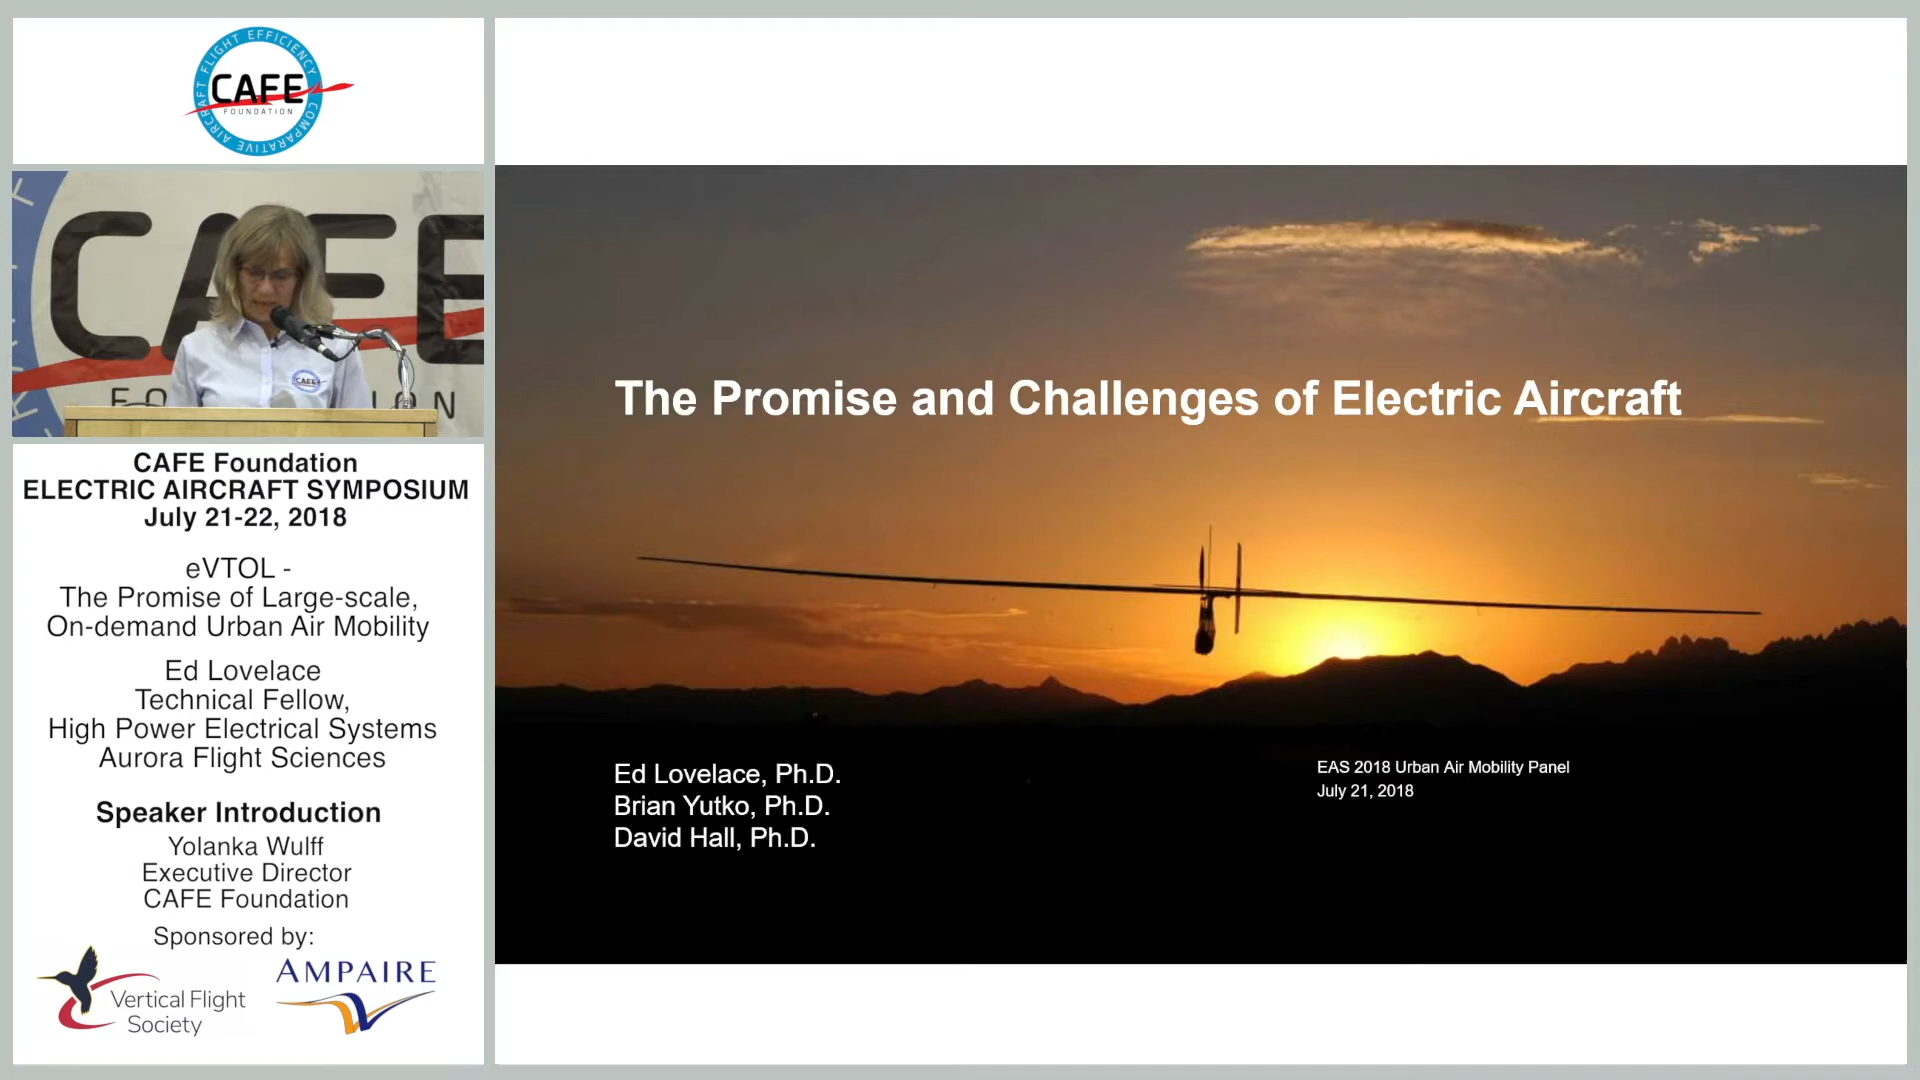 AIRCRAFT FLIGHT EFFICIENCY
COMPARATIVE
CAFE
FOUNDATION
CAFE
CAFE
CAFE Foundation
ELECTRIC AIRCRAFT SYMPOSIUM
July 21-22, 2018
eVTOL -
The Promise of Large-scale,
On-demand Urban Air Mobility
Ed Lovelace
Technical Fellow,
High Power Electrical Systems
Aurora Flight Sciences
Speaker Introduction
Yolanka Wulff
Executive Director
CAFE Foundation
Sponsored by:
Vertical Flight
Society
AMPAIRE
The Promise and Challenges of Electric Aircraft
Ed Lovelace, Ph.D.
Brian Yutko, Ph.D.
David Hall, Ph.D.
EAS 2018 Urban Air Mobility Panel
July 21, 2018